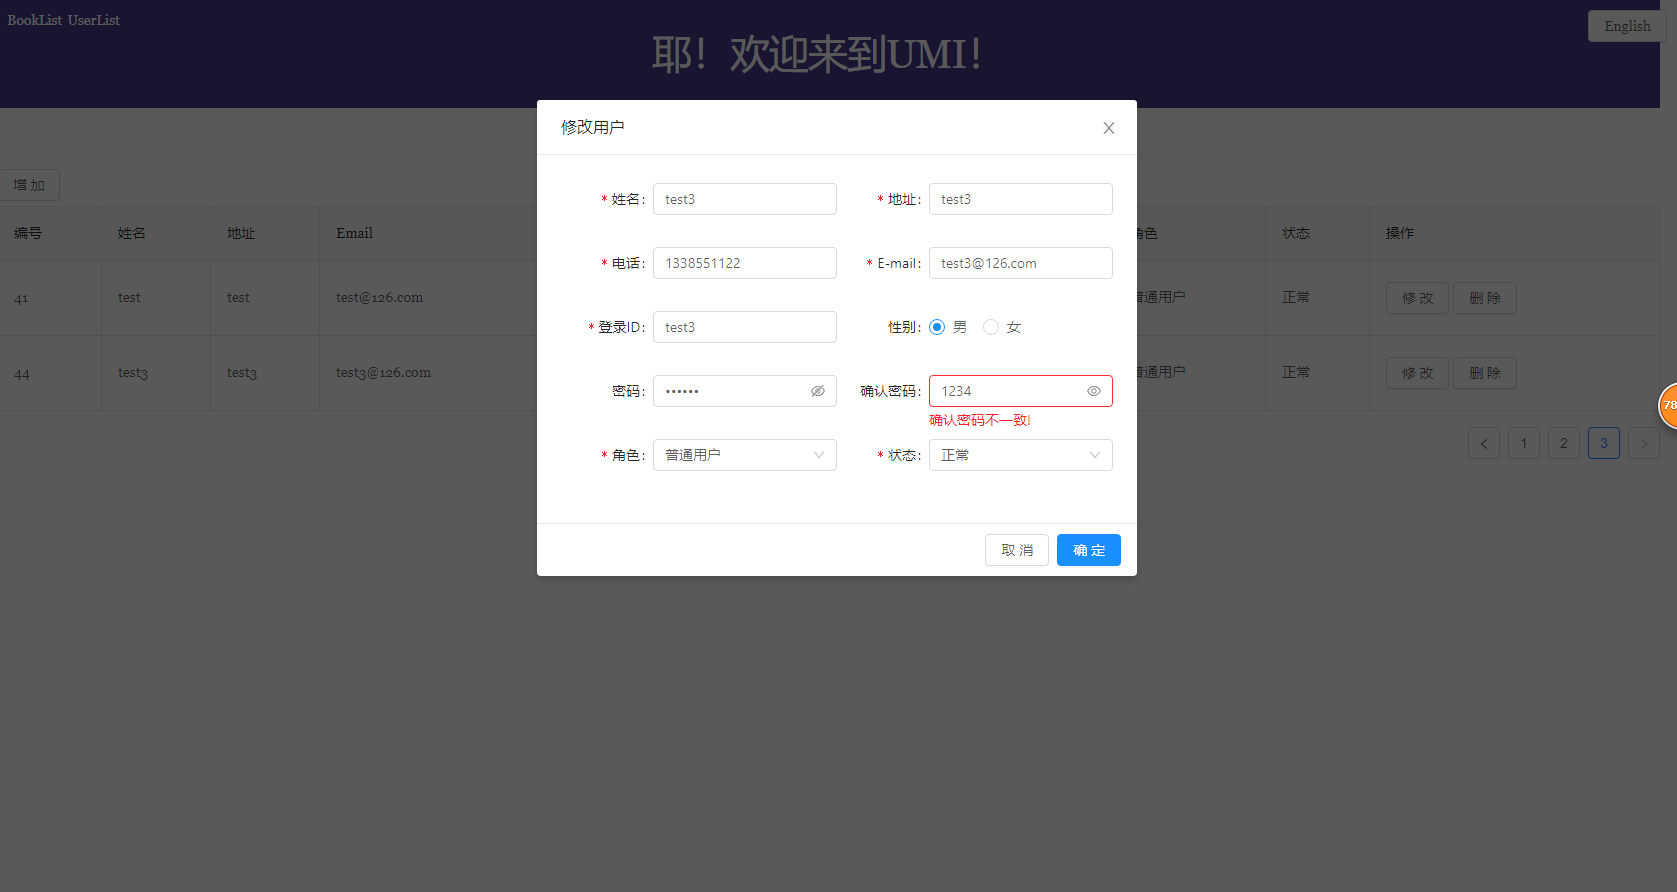 BookList UserList
English
耶！欢迎来到UMI！
修改用户
增 加
* 姓名: test3
* 地址: test3
编号 姓名 地址 Email 角色 状态 操作
* 电话: 1338551122
* E-mail: test3@126.com
41 test test test@126.com 普通用户 正常 修 改 删 除
* 登录ID: test3
性别: 男 女
44 test3 test3 test3@126.com 普通用户 正常 修 改 删 除
密码: ••••••
确认密码: 1234
确认密码不一致!
78
1 2 3
* 角色: 普通用户
* 状态: 正常
取 消 确 定